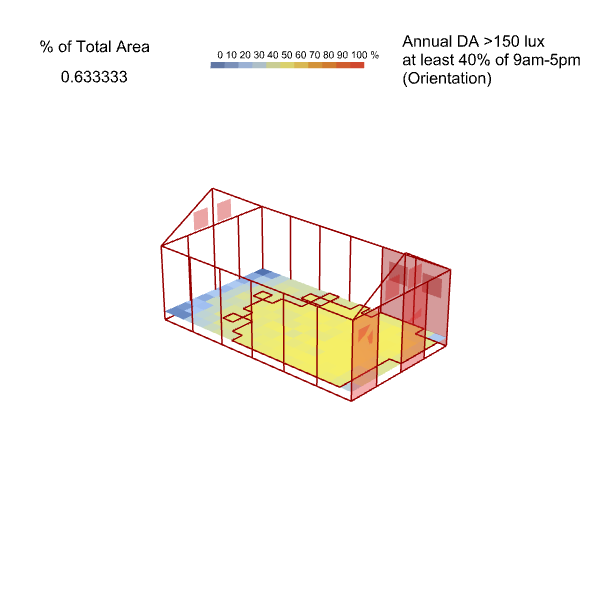 % of Total Area
0.633333
0 10 20 30 40 50 60 70 80 90 100 %
Annual DA >150 lux
at least 40% of 9am-5pm
(Orientation)